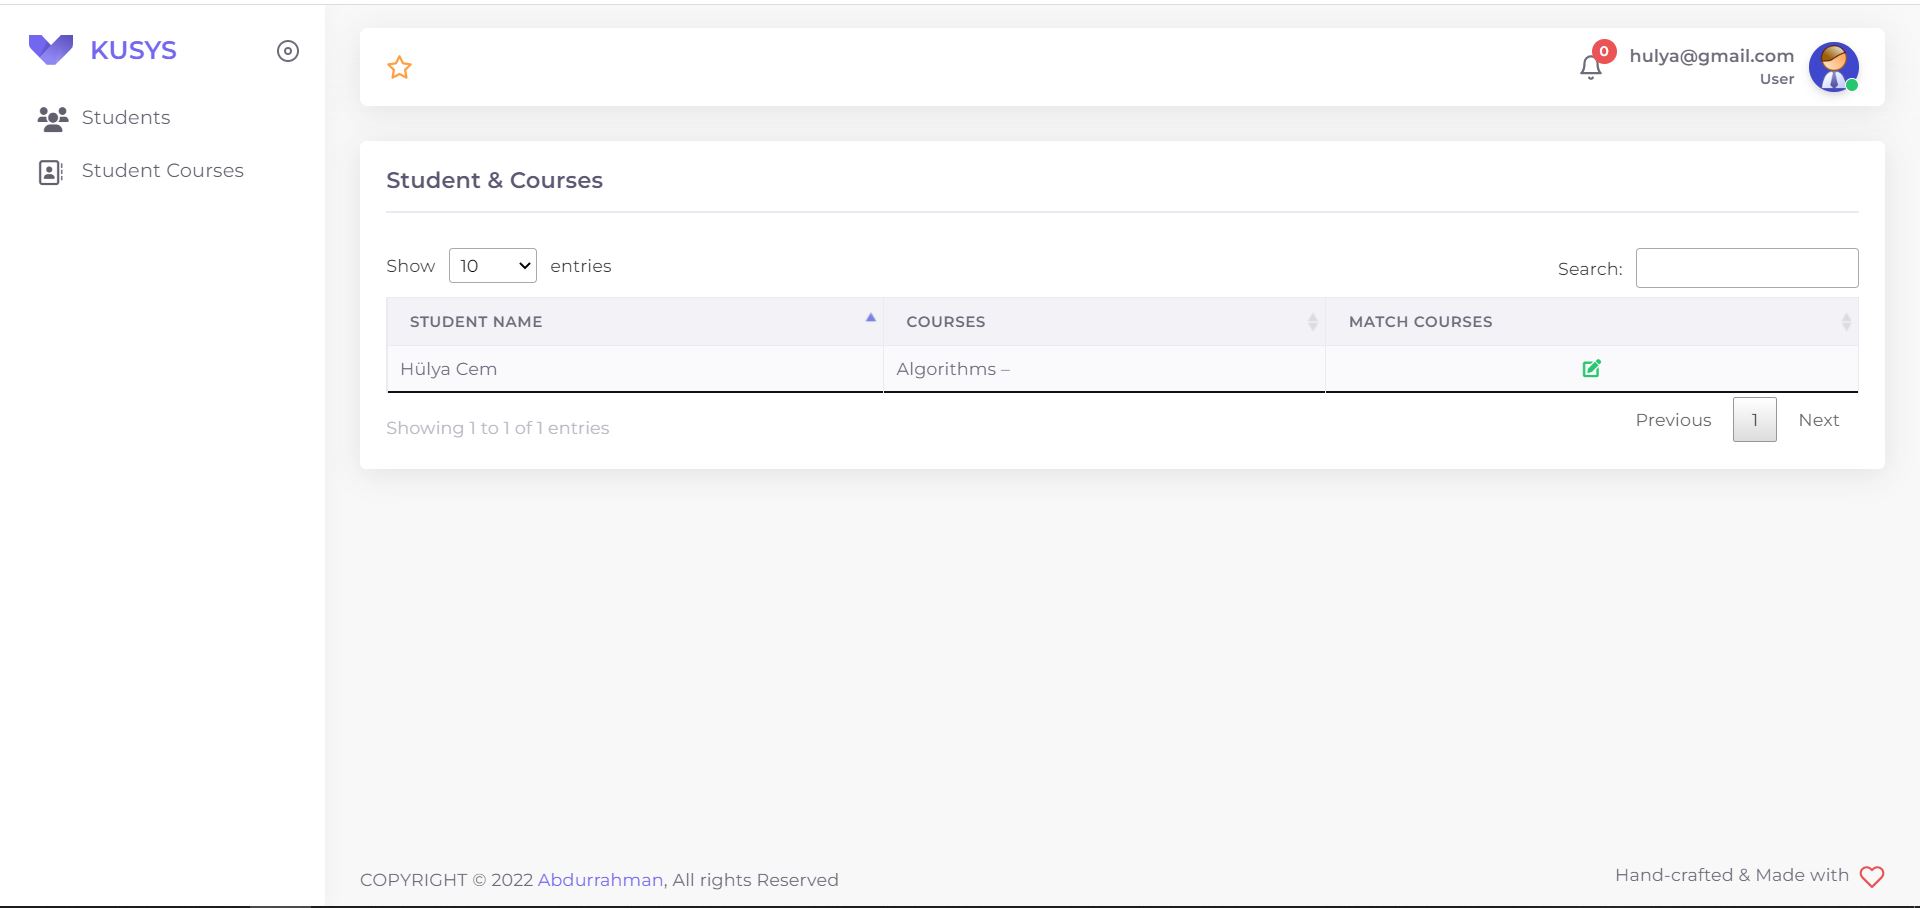 KUSYS
Students
Student Courses
0
hulya@gmail.com
User
Student & Courses
Show 10 entries
Search:
STUDENT NAME COURSES MATCH COURSES
Hülya Cem Algorithms –
Showing 1 to 1 of 1 entries
Previous 1 Next
COPYRIGHT © 2022 Abdurrahman, All rights Reserved
Hand-crafted & Made with